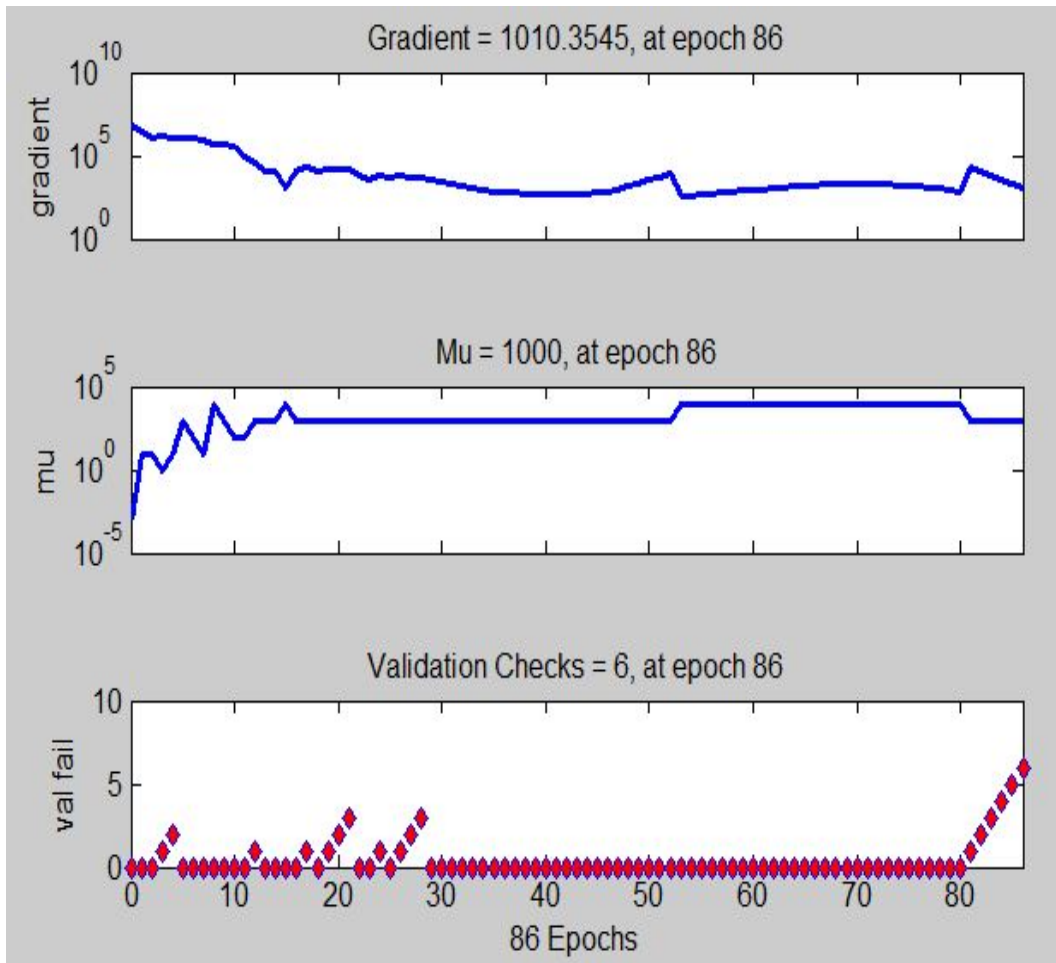 Gradient = 1010.3545, at epoch 86
10^10
10^5
10^0
gradient
Mu = 1000, at epoch 86
10^5
10^0
10^-5
mu
Validation Checks = 6, at epoch 86
10
5
0
val fail
0 10 20 30 40 50 60 70 80
86 Epochs